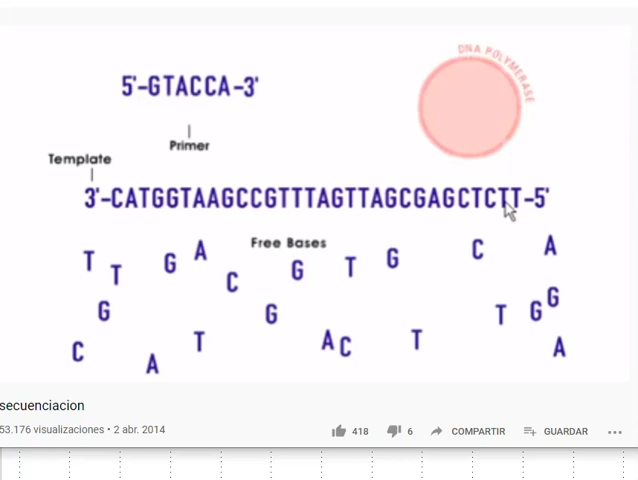 DNA POLYMERASE
5'-GTACCA-3'
Primer
Template
3'-CATGGTAAGCCGTTTAGTTAGCGAGCTCTT-5'
Free Bases
T T G A C G T G C A
G G T G G
C A T A C T A
secuenciacion
53.176 visualizaciones • 2 abr. 2014 418 6 COMPARTIR GUARDAR